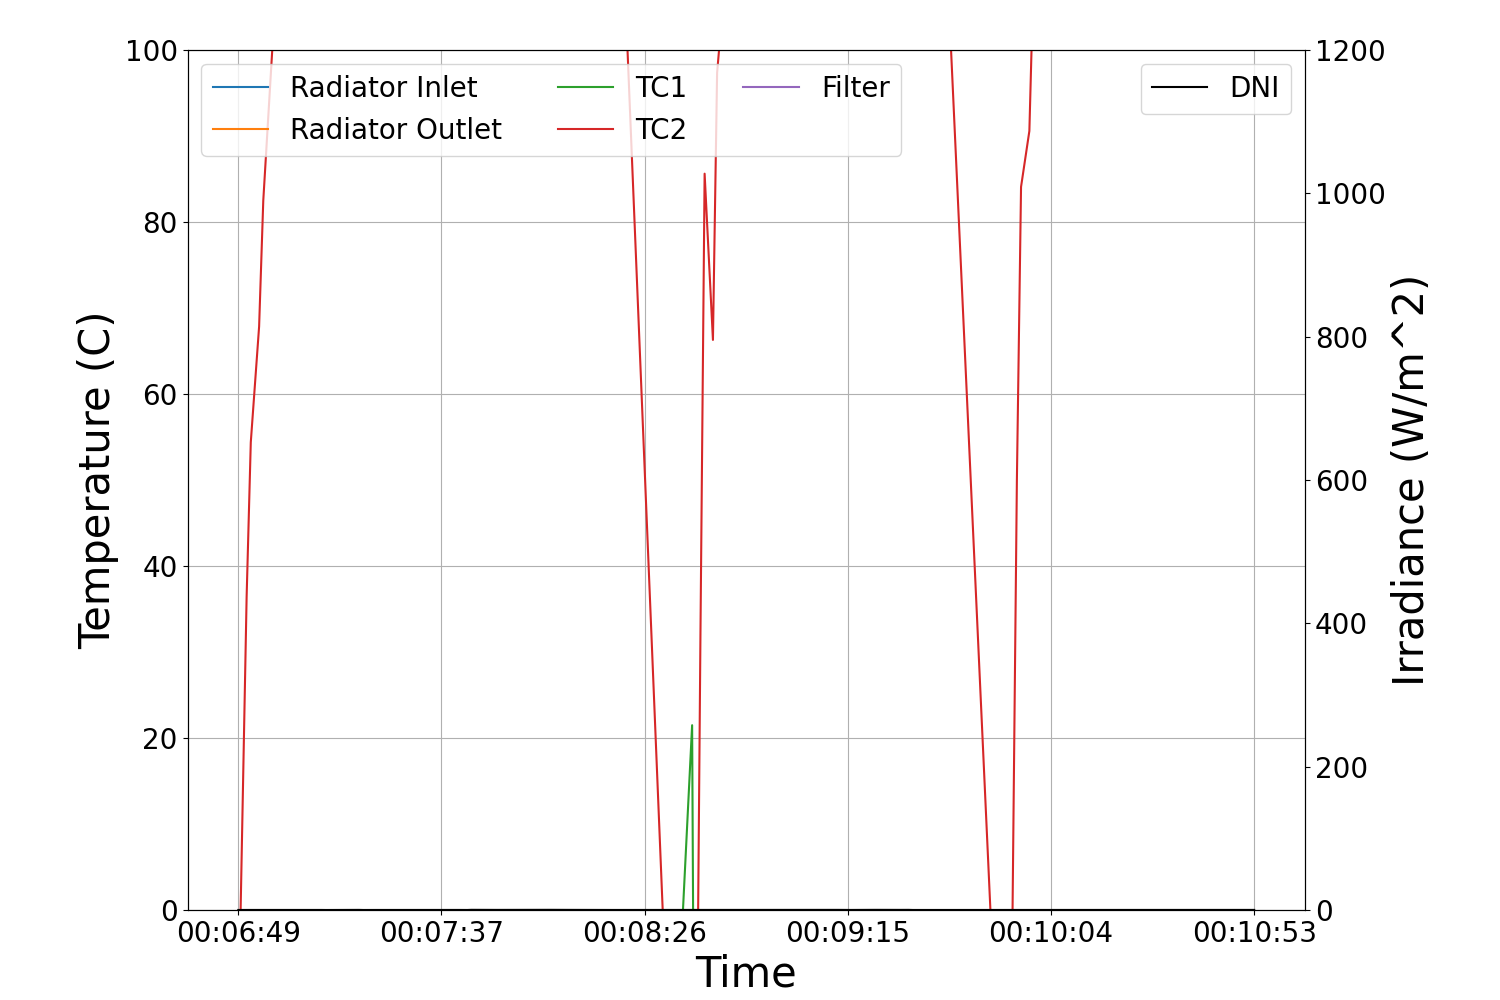 100
80
60
40
20
0
Temperature (C)
Radiator Inlet
Radiator Outlet
TC1
TC2
Filter
DNI
1200
1000
800
600
400
200
0
Irradiance (W/m^2)
00:06:49 00:07:37 00:08:26 00:09:15 00:10:04 00:10:53
Time